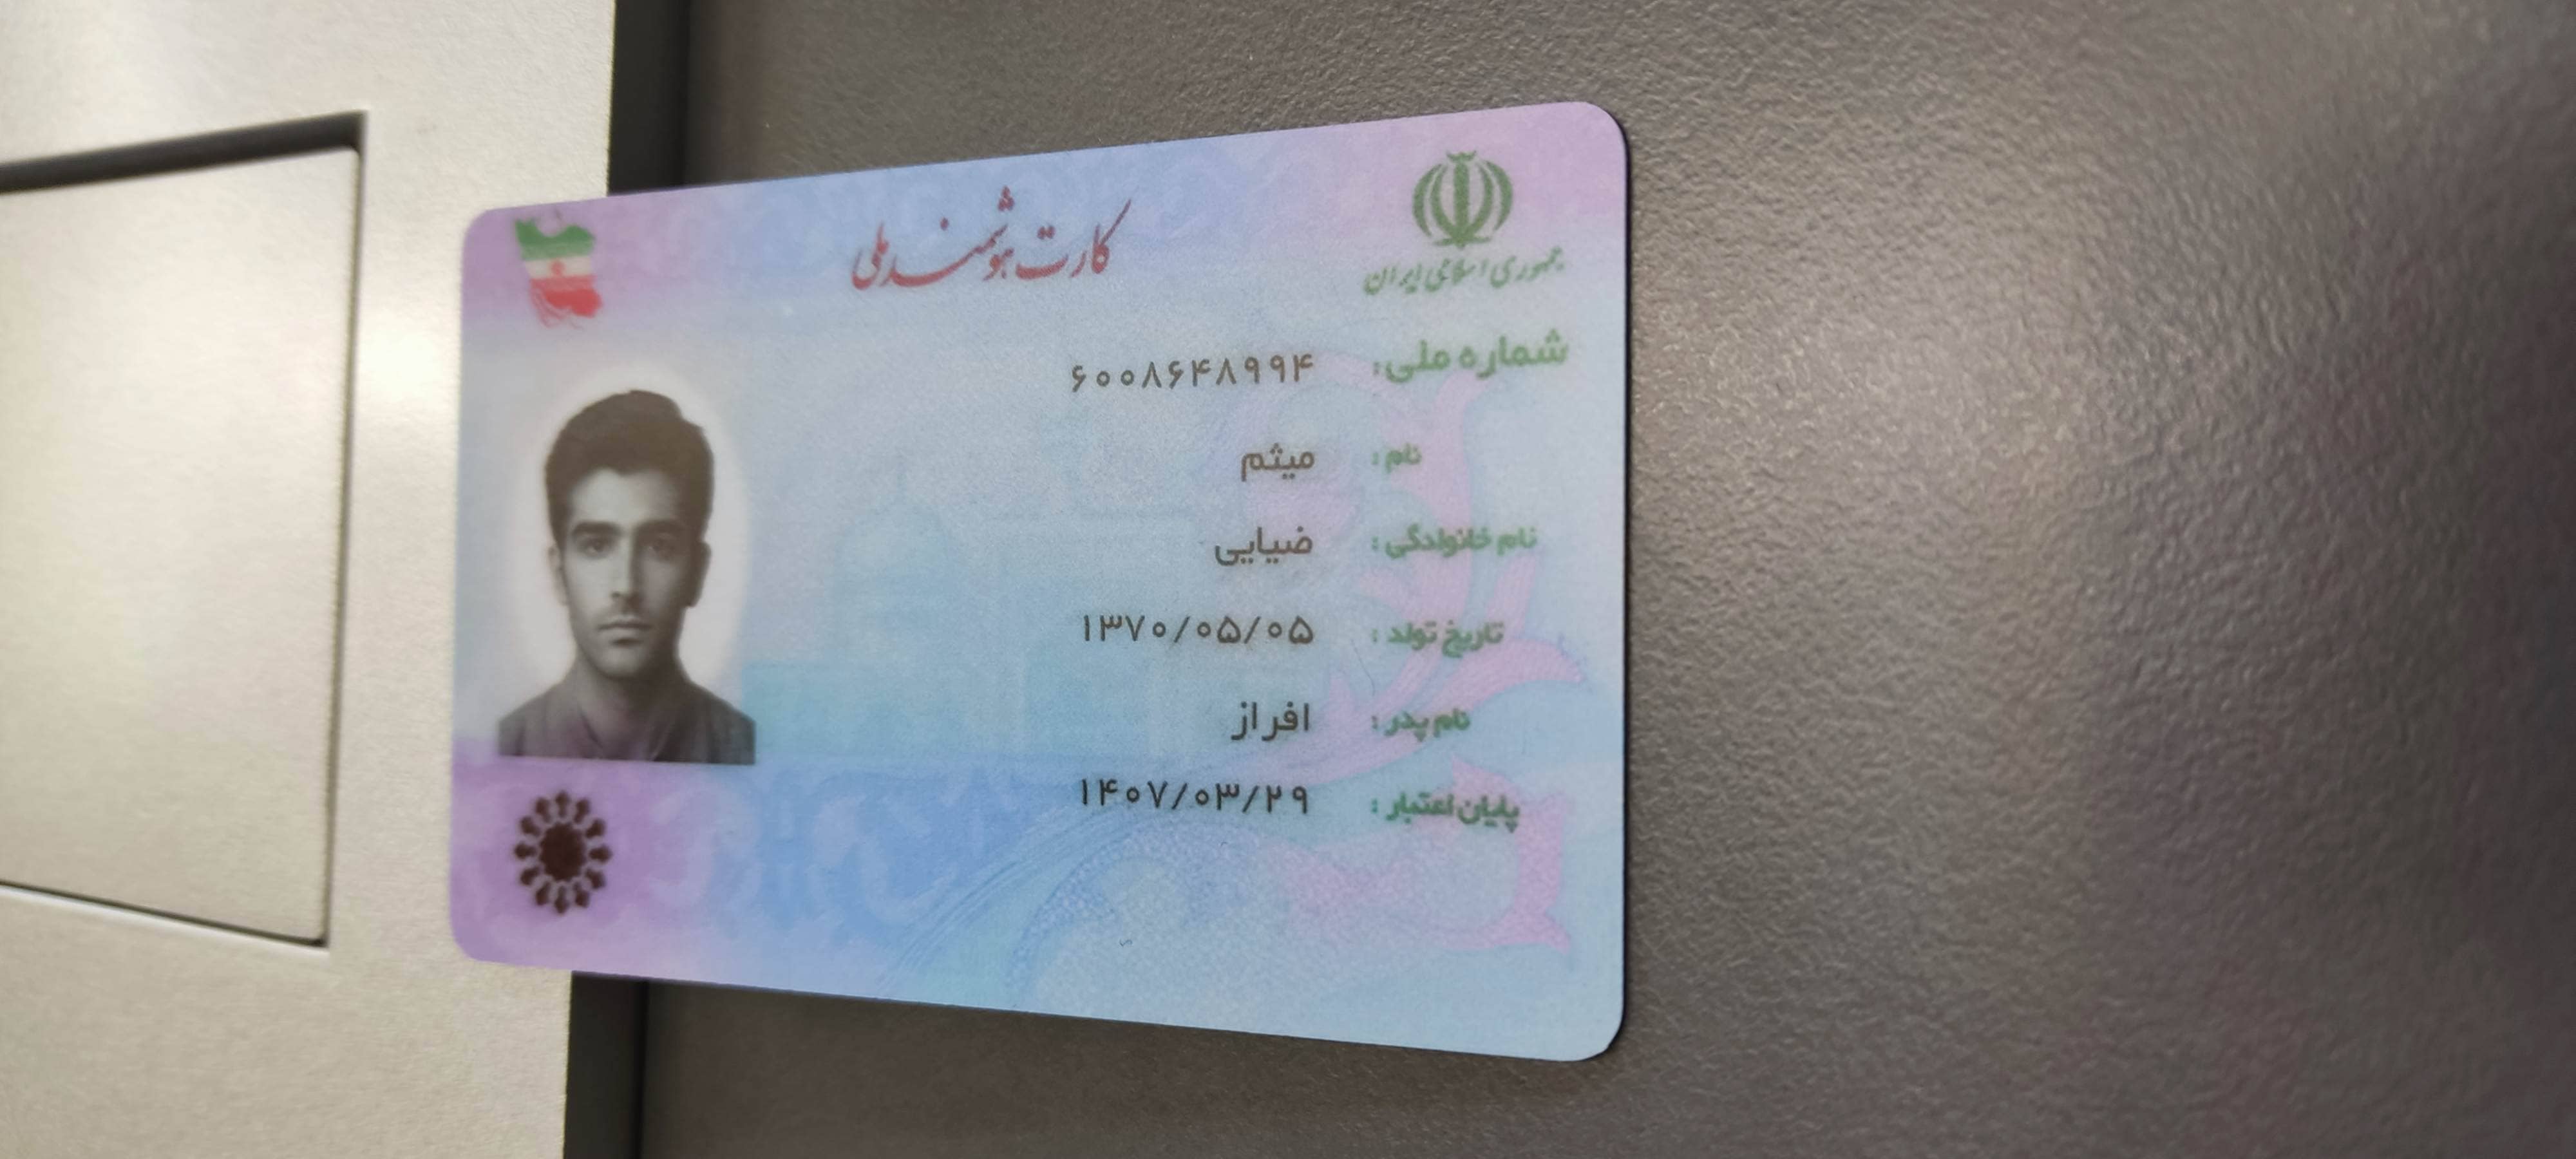 جمهوری اسلامی ایران
کارت هوشمند ملی
شماره ملی: ۶۰۰۸۶۴۸۹۹۴
نام : میثم
نام خانوادگی : ضیایی
تاریخ تولد : ۱۳۷۰/۰۵/۰۵
نام پدر : افراز
پایان اعتبار : ۱۴۰۷/۰۳/۲۹